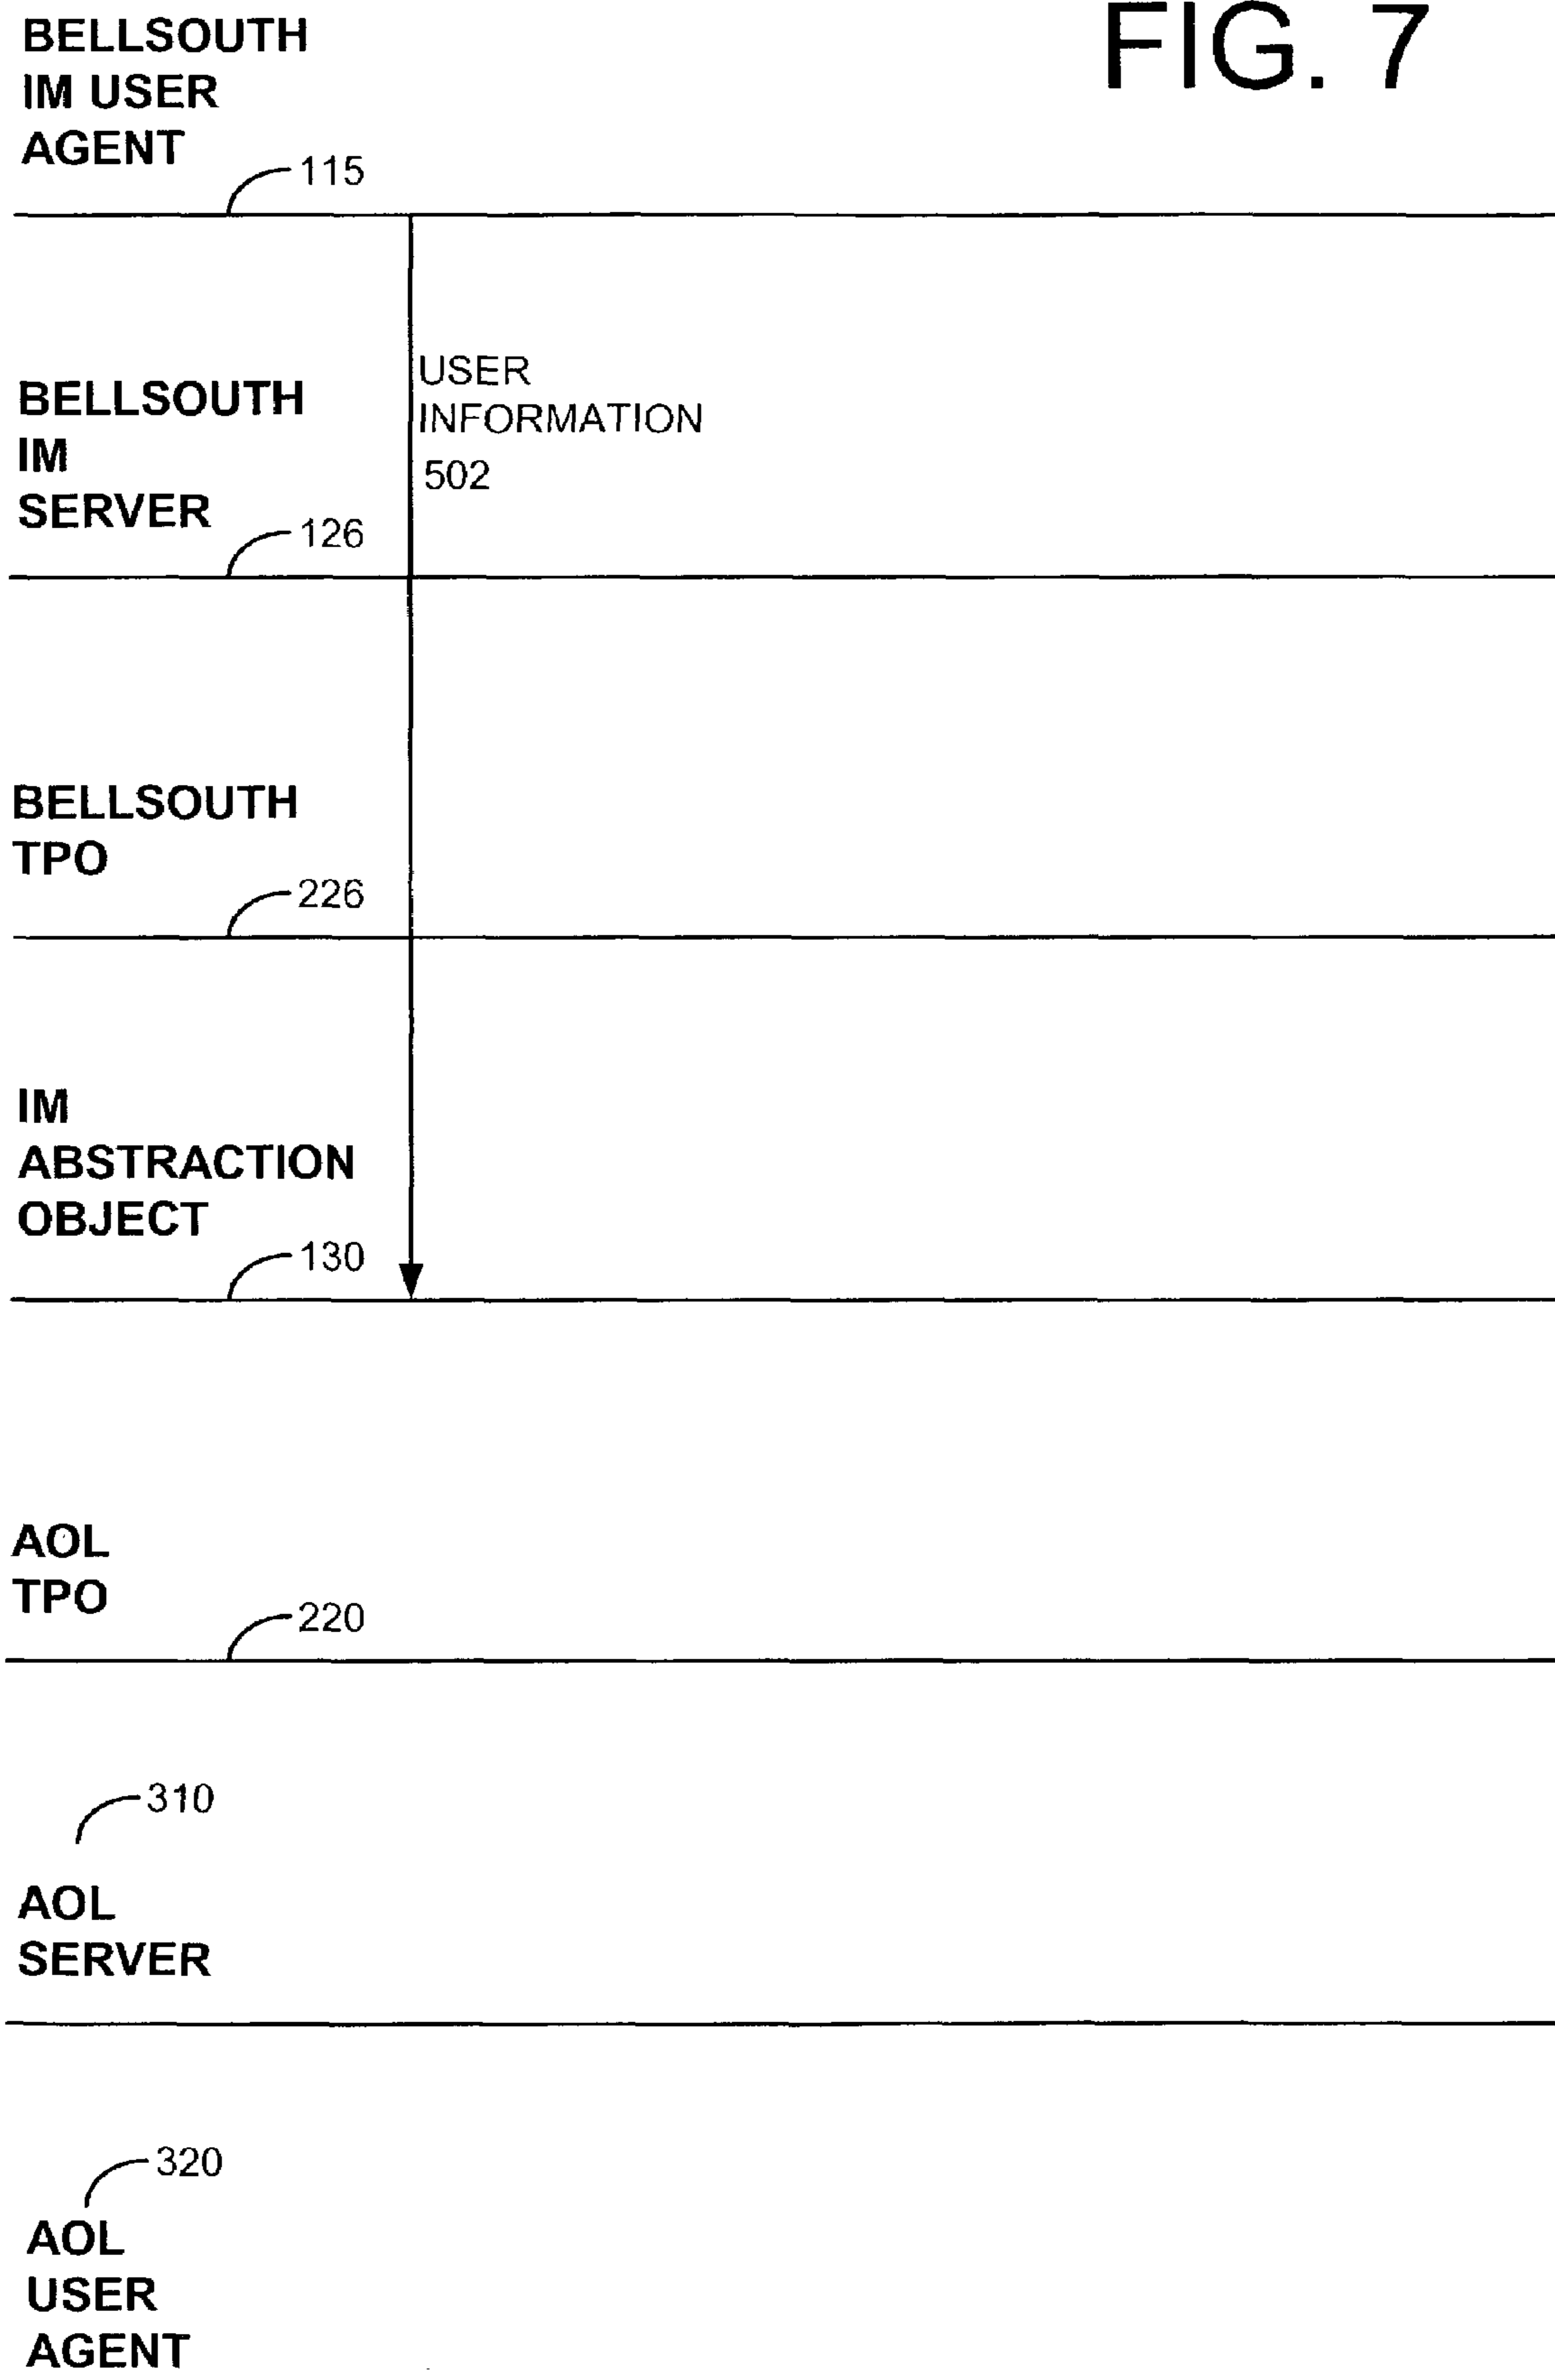 FIG. 7
BELLSOUTH
IM USER
AGENT
115
USER
INFORMATION
502
BELLSOUTH
IM
SERVER
126
BELLSOUTH
TPO
226
IM
ABSTRACTION
OBJECT
130
AOL
TPO
220
310
AOL
SERVER
320
AOL
USER
AGENT